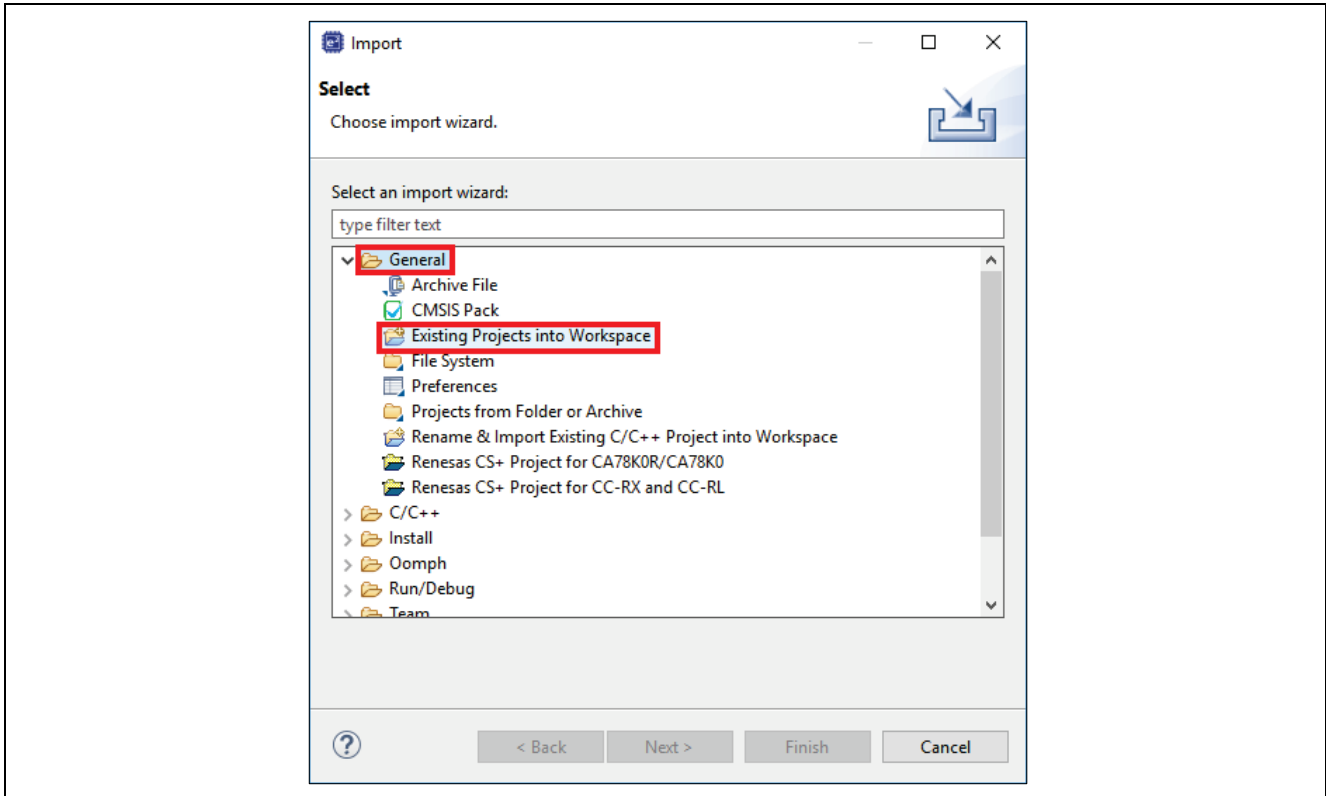 Import
Select
Choose import wizard.
Select an import wizard:
type filter text
General
Archive File
CMSIS Pack
Existing Projects into Workspace
File System
Preferences
Projects from Folder or Archive
Rename & Import Existing C/C++ Project into Workspace
Renesas CS+ Project for CA78K0R/CA78K0
Renesas CS+ Project for CC-RX and CC-RL
C/C++
Install
Oomph
Run/Debug
Team
? < Back Next > Finish Cancel